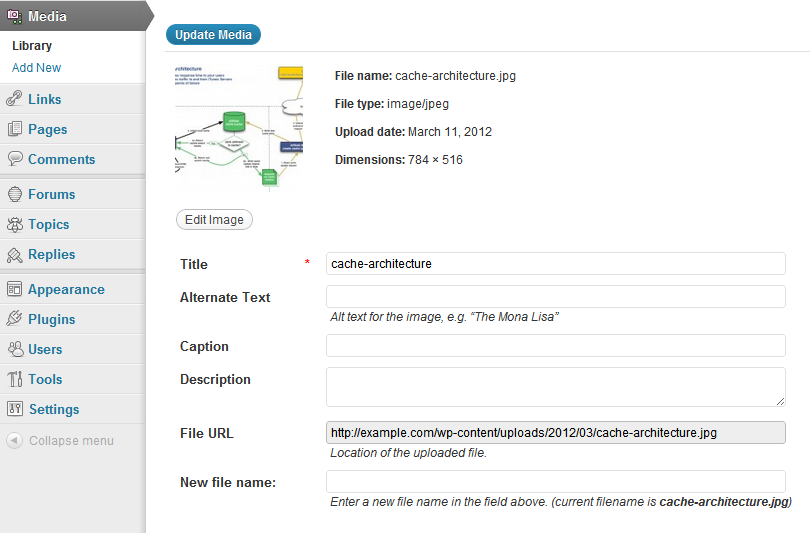 Media
Library
Add New
Links
Pages
Comments
Forums
Topics
Replies
Appearance
Plugins
Users
Tools
Settings
Collapse menu
Update Media
File name: cache-architecture.jpg
File type: image/jpeg
Upload date: March 11, 2012
Dimensions: 784 × 516
Edit Image
Title * cache-architecture
Alternate Text
Alt text for the image, e.g. “The Mona Lisa”
Caption
Description
File URL http://example.com/wp-content/uploads/2012/03/cache-architecture.jpg
Location of the uploaded file.
New file name:
Enter a new file name in the field above. (current filename is cache-architecture.jpg)